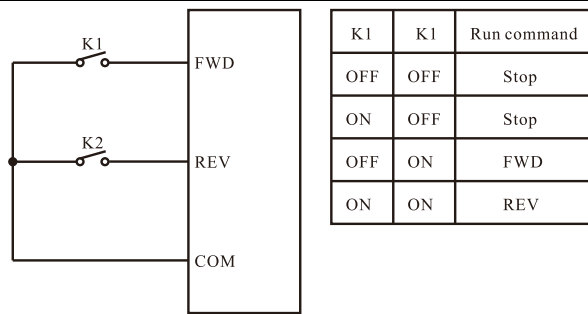 K1
FWD
K2
REV
COM
K1 K1 Run command
OFF OFF Stop
ON OFF Stop
OFF ON FWD
ON ON REV